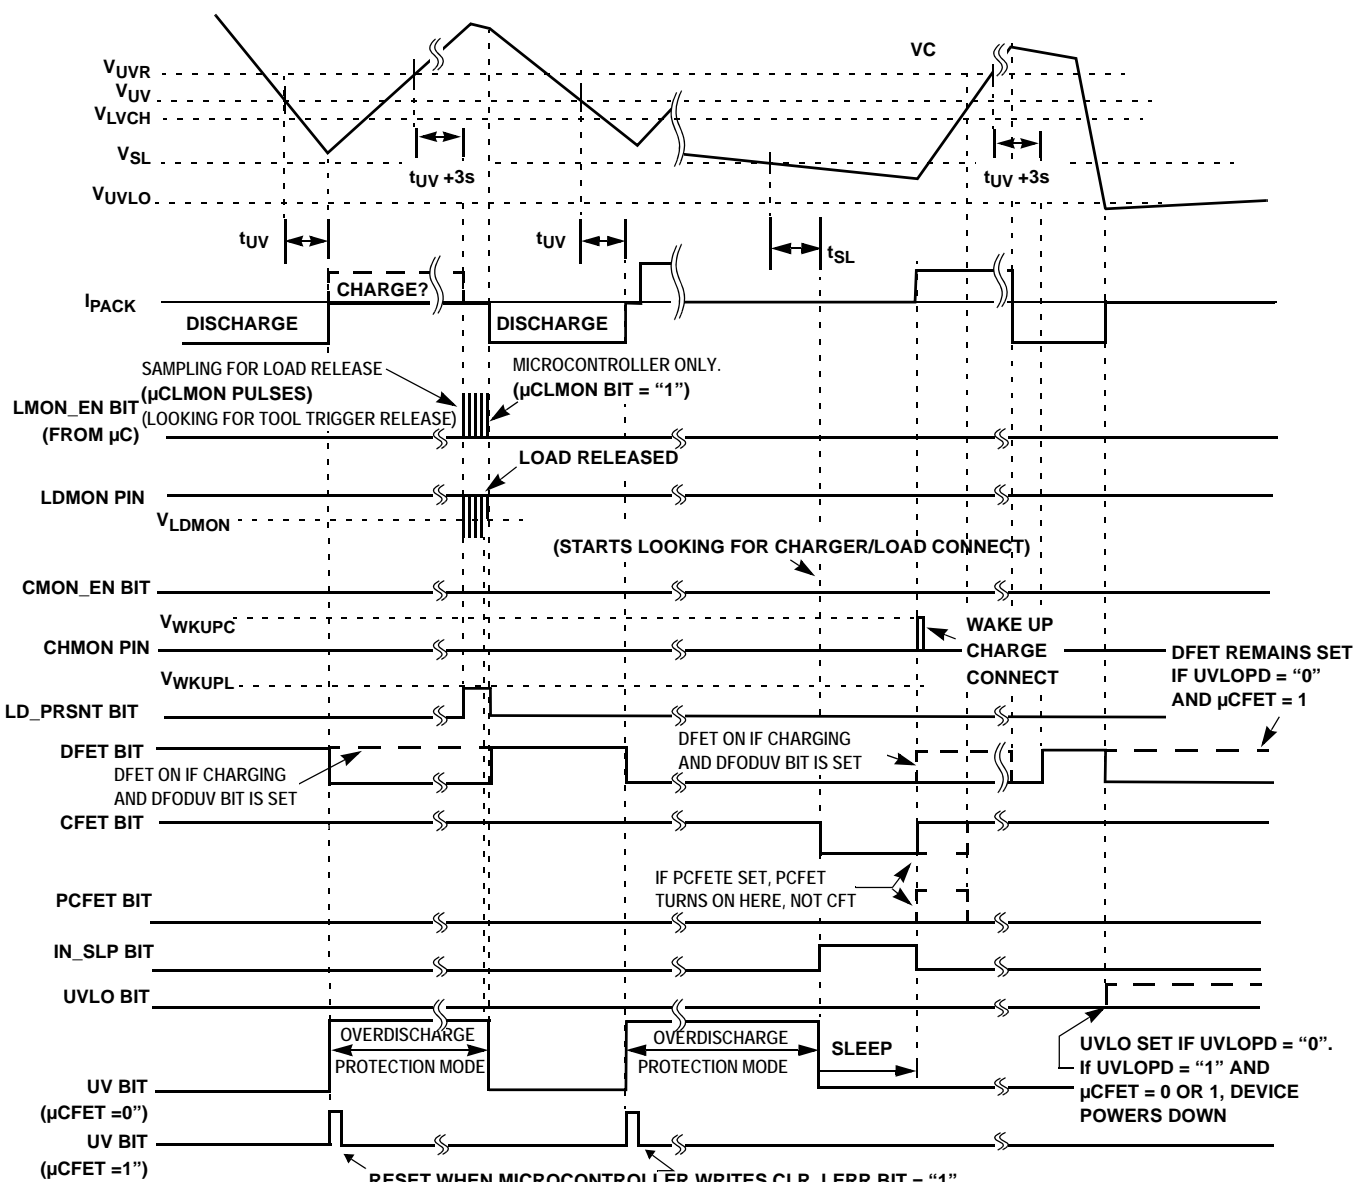 VC
VUVR
VUV
VLVCH
VSL
VUVLO
tUV +3s
tUV +3s
tUV
tUV
tSL
IPACK
CHARGE?
DISCHARGE
DISCHARGE
SAMPLING FOR LOAD RELEASE
(µCLMON PULSES)
(LOOKING FOR TOOL TRIGGER RELEASE)
MICROCONTROLLER ONLY.
(µCLMON BIT = “1”)
LMON_EN BIT
(FROM µC)
LOAD RELEASED
LDMON PIN
VLDMON
(STARTS LOOKING FOR CHARGER/LOAD CONNECT)
CMON_EN BIT
VWKUPC
CHMON PIN
WAKE UP
CHARGE
CONNECT
VWKUPL
LD_PRSNT BIT
DFET REMAINS SET
IF UVLOPD = “0”
AND µCFET = 1
DFET BIT
DFET ON IF CHARGING
AND DFODUV BIT IS SET
DFET ON IF CHARGING
AND DFODUV BIT IS SET
CFET BIT
IF PCFETE SET, PCFET
TURNS ON HERE, NOT CFT
PCFET BIT
IN_SLP BIT
UVLO BIT
OVERDISCHARGE
PROTECTION MODE
OVERDISCHARGE
PROTECTION MODE
SLEEP
UVLO SET IF UVLOPD = “0”.
If UVLOPD = “1” AND
µCFET = 0 OR 1, DEVICE
POWERS DOWN
UV BIT
(µCFET =0”)
UV BIT
(µCFET =1”)
RESET WHEN MICROCONTROLLER WRITES CLR_LERR BIT = “1”